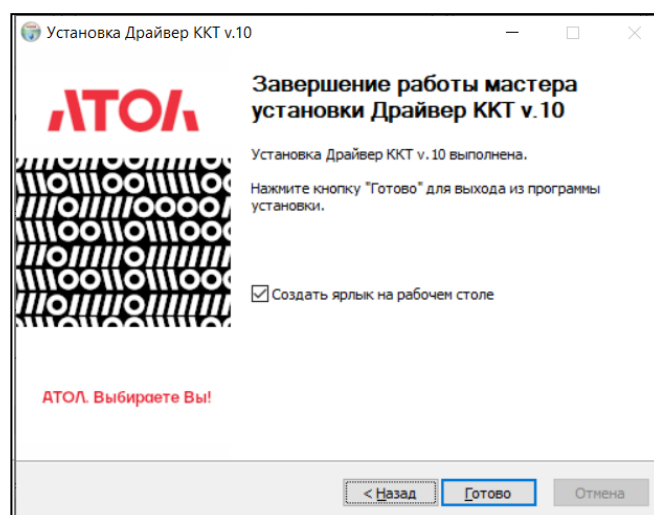 Установка Драйвер ККТ v.10
АТОЛ
Завершение работы мастера
установки Драйвер ККТ v.10
Установка Драйвер ККТ v.10 выполнена.
Нажмите кнопку "Готово" для выхода из программы
установки.
Создать ярлык на рабочем столе
АТОЛ. Выбираете Вы!
< Назад
Готово
Отмена